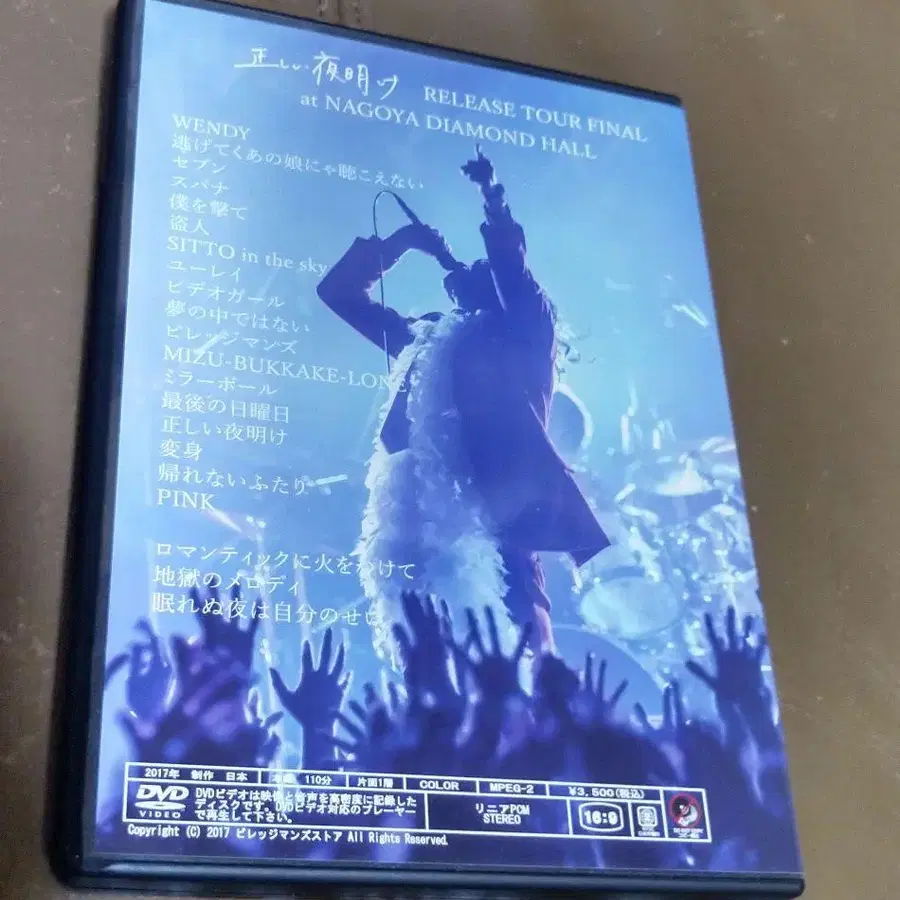 正しい夜明け RELEASE TOUR FINAL
at NAGOYA DIAMOND HALL
WENDY
逃げてくあの娘にゃ聴こえない
セブン
スパナ
僕を撃て
盗人
SITTO in the sky
ユーレイ
ビデオガール
夢の中ではない
ビレッジマンズ
MIZU-BUKKAKE-LONE
ミラーボール
最後の日曜日
正しい夜明け
変身
帰れないふたり
PINK
ロマンティックに火をつけて
地獄のメロディ
眠れぬ夜は自分のせい
2017年 制作 日本 本編 110分 片面1層 COLOR MPEG-2 ¥3,500(税込)
DVD VIDEO
DVDビデオは映像と音声を高密度に記録した
ディスクです。DVDビデオ対応のプレーヤー
で再生して下さい。
リニアPCM
STEREO
16:9
Copyright (C) 2017 ビレッジマンズストア All Rights Reserved.